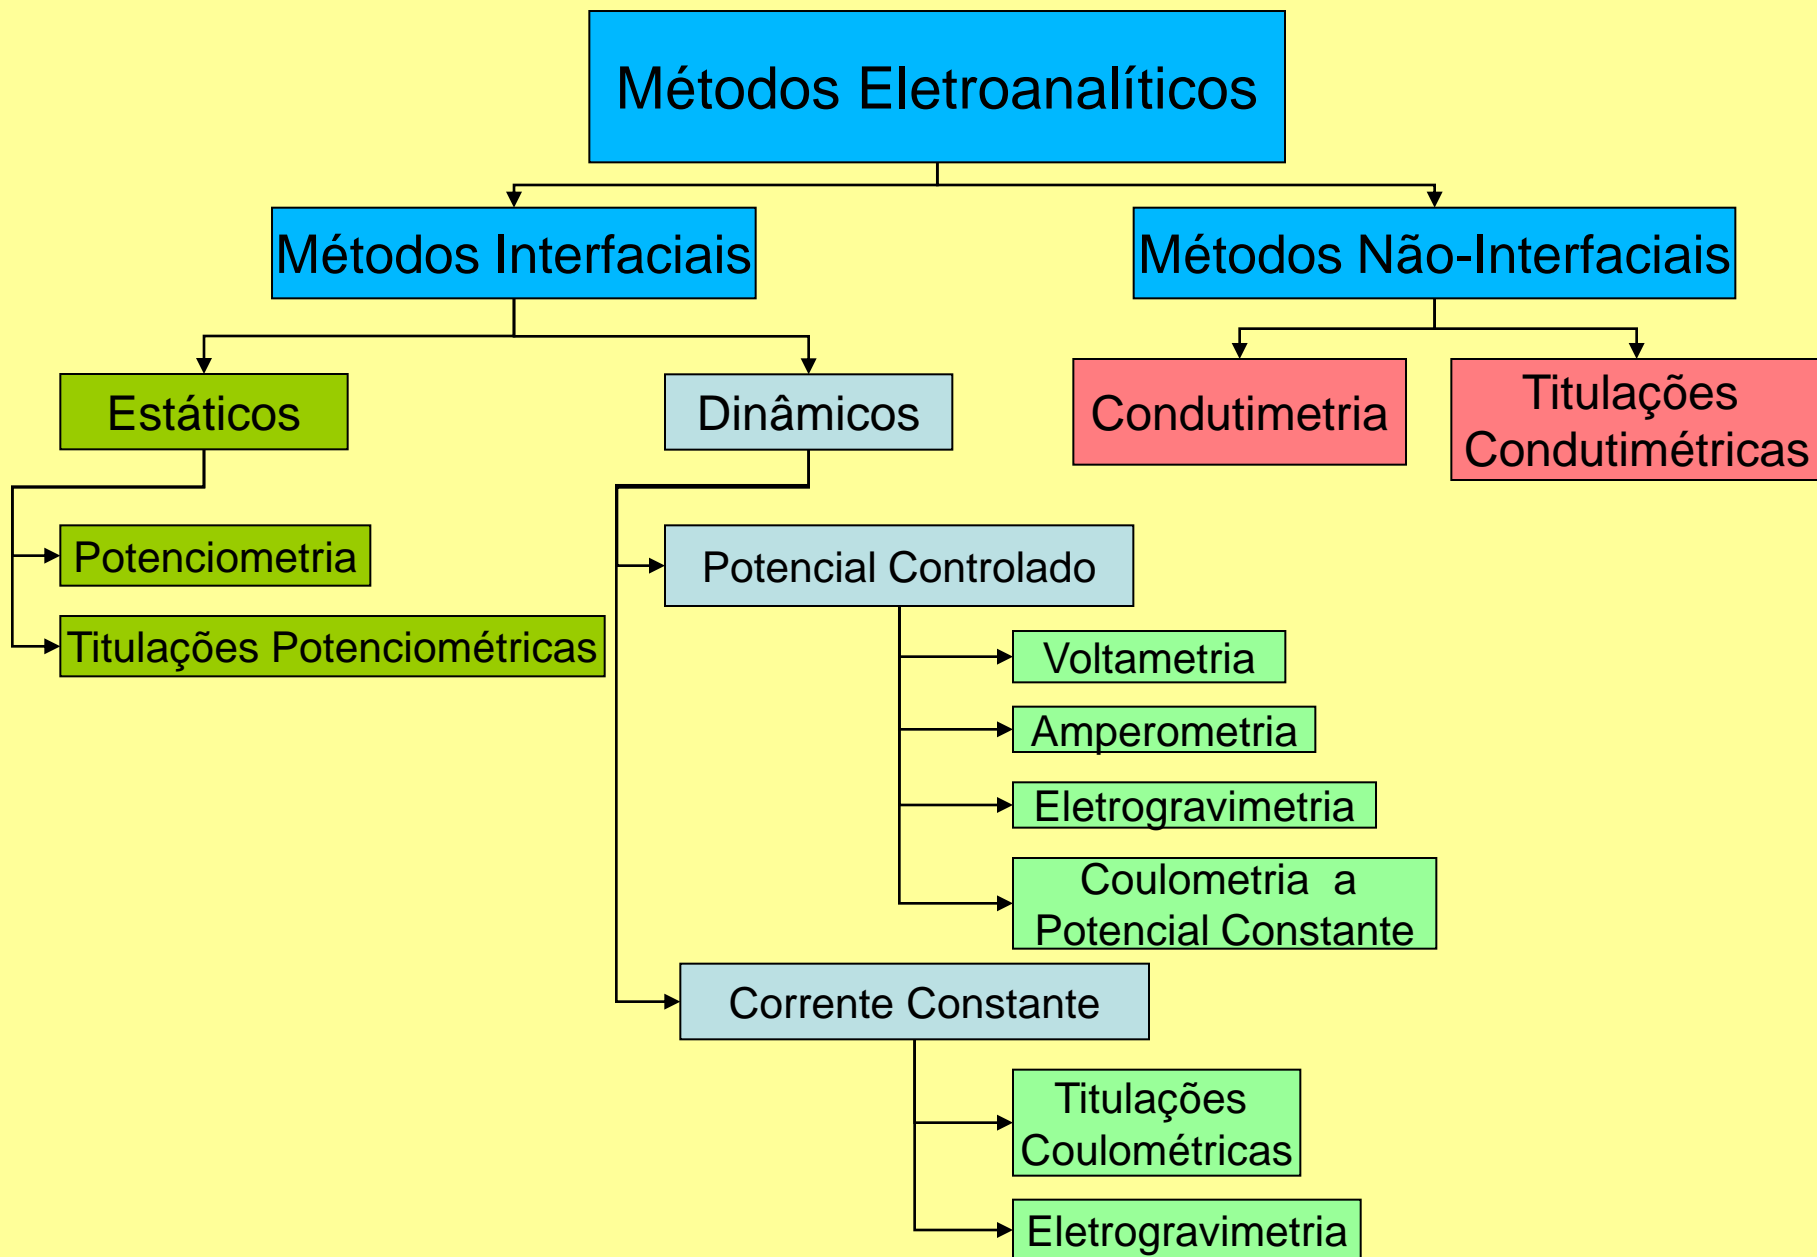 Métodos Eletroanalíticos
Métodos Interfaciais
Métodos Não-Interfaciais
Estáticos
Dinâmicos
Condutimetria
Titulações
Condutimétricas
Potenciometria
Titulações Potenciométricas
Potencial Controlado
Voltametria
Amperometria
Eletrogravimetria
Coulometria a
Potencial Constante
Corrente Constante
Titulações
Coulométricas
Eletrogravimetria